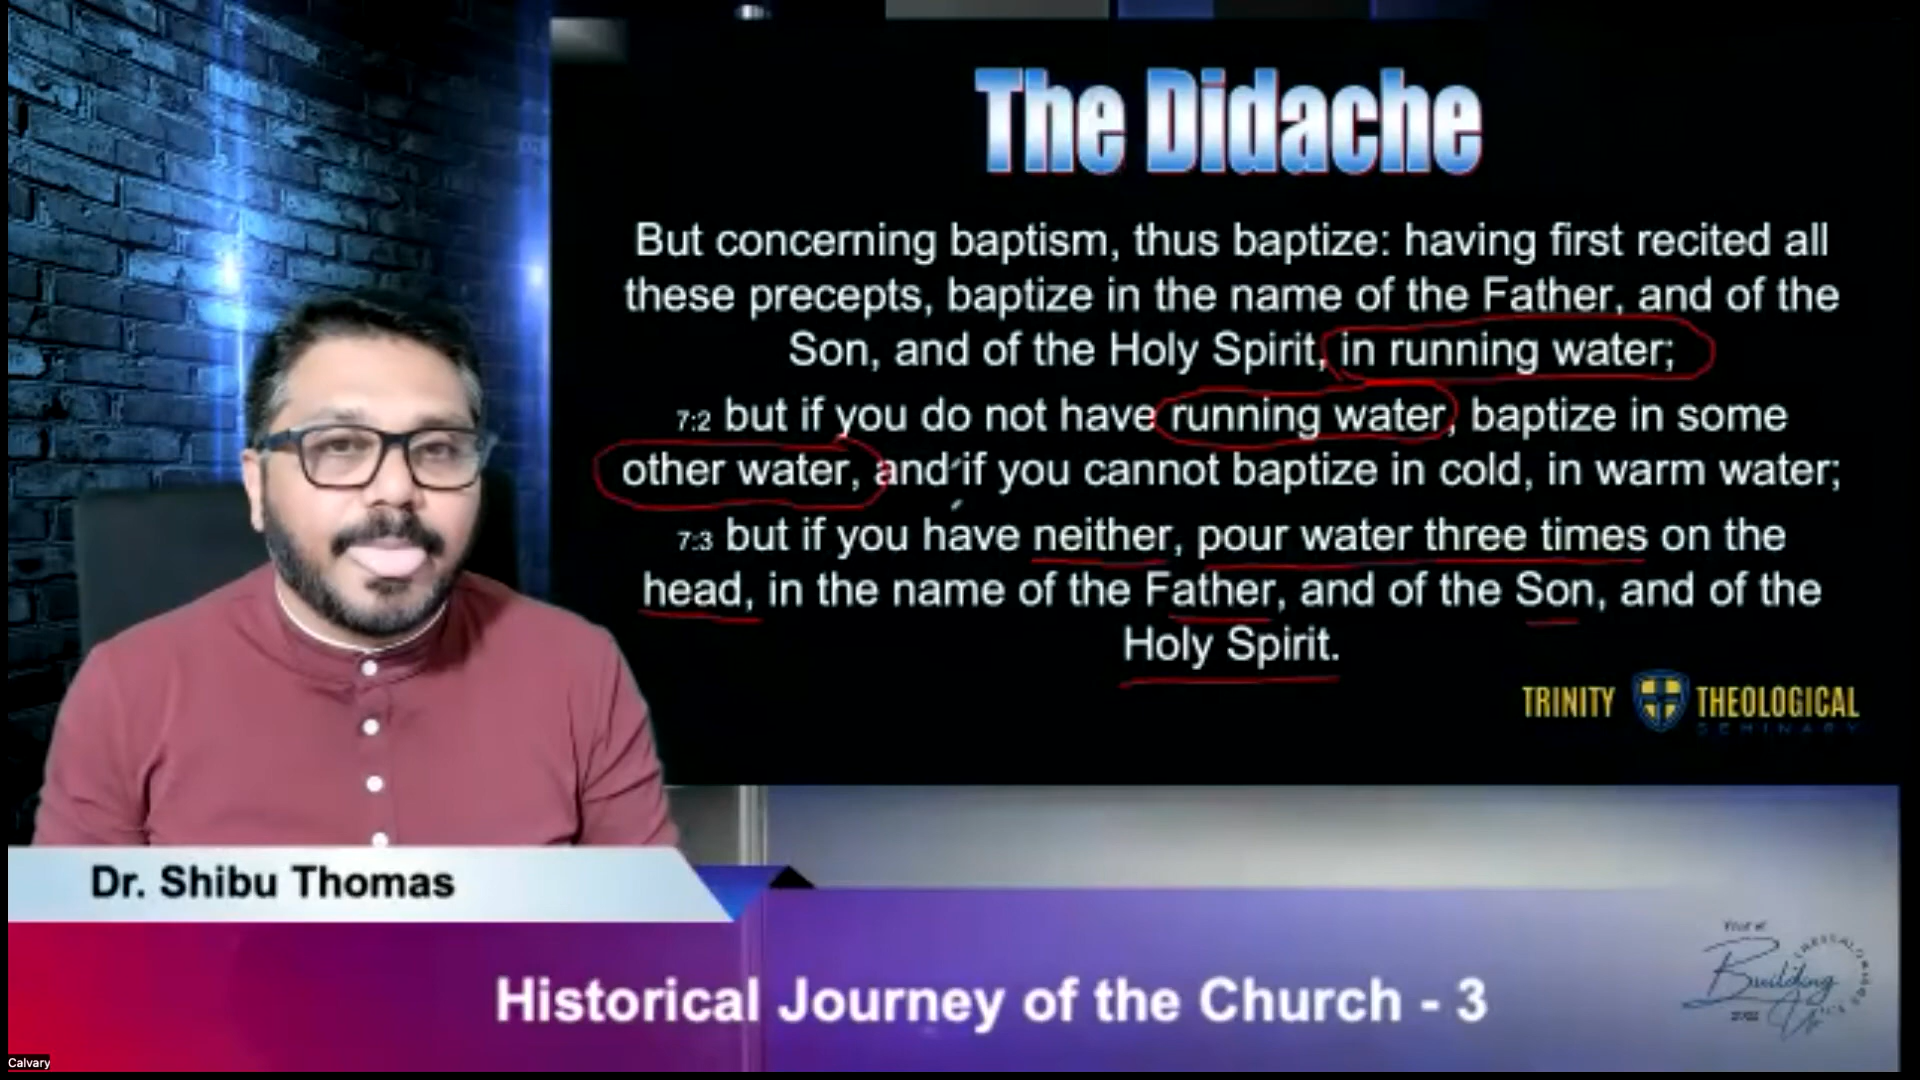 The Didache
But concerning baptism, thus baptize: having first recited all
these precepts, baptize in the name of the Father, and of the
Son, and of the Holy Spirit, in running water;
7:2 but if you do not have running water, baptize in some
other water, and if you cannot baptize in cold, in warm water;
7:3 but if you have neither, pour water three times on the
head, in the name of the Father, and of the Son, and of the
Holy Spirit.
TRINITY THEOLOGICAL
SEMINARY
Dr. Shibu Thomas
Historical Journey of the Church - 3
Year of
Building
Up
Calvary